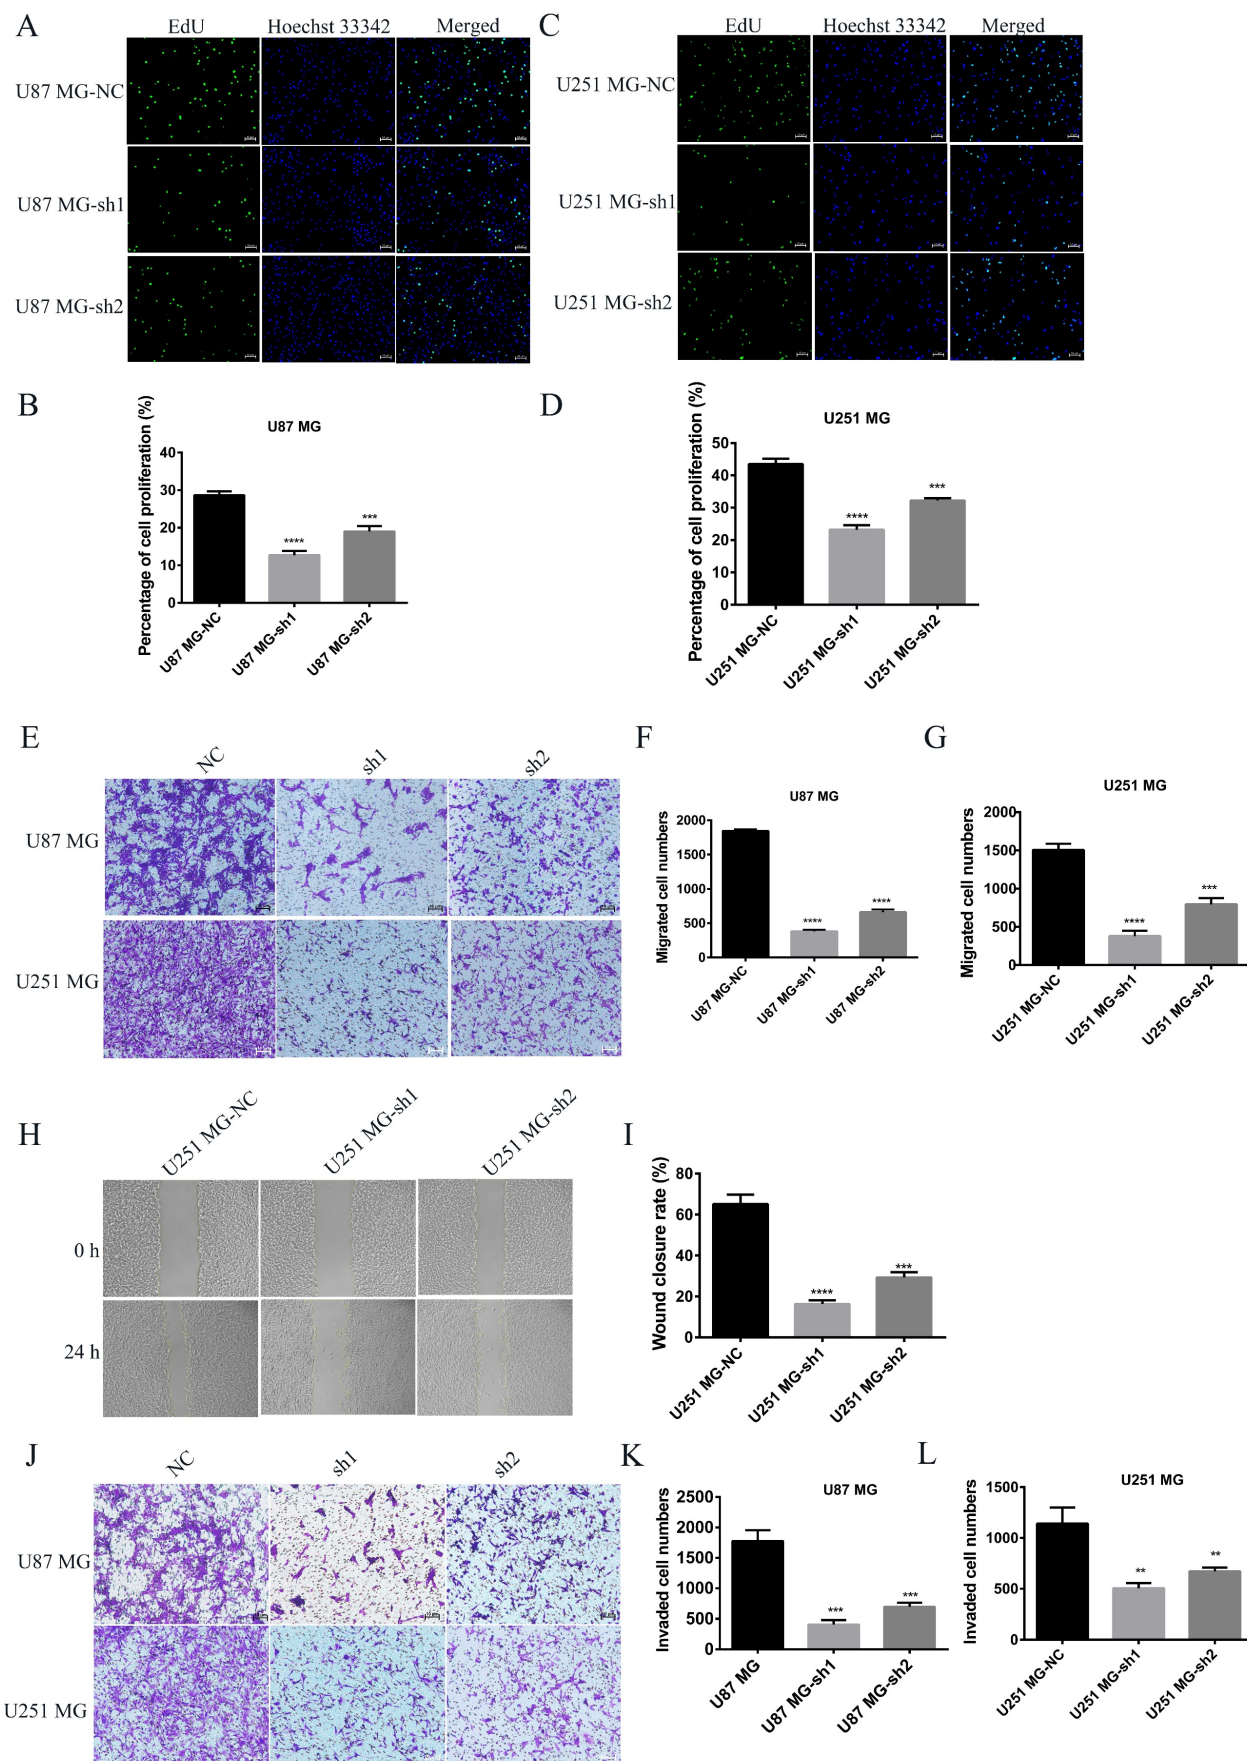 A
EdU Hoechst 33342 Merged
U87 MG-NC
U87 MG-sh1
U87 MG-sh2
C
EdU Hoechst 33342 Merged
U251 MG-NC
U251 MG-sh1
U251 MG-sh2
B
U87 MG
Percentage of cell proliferation (%)
40
30
20
10
0
****
***
U87 MG-NC
U87 MG-sh1
U87 MG-sh2
D
U251 MG
Percentage of cell proliferation (%)
50
40
30
20
10
0
****
***
U251 MG-NC
U251 MG-sh1
U251 MG-sh2
E
NC sh1 sh2
U87 MG
U251 MG
F
U87 MG
Migrated cell numbers
2000
1500
1000
500
0
****
****
U87 MG-NC
U87 MG-sh1
U87 MG-sh2
G
U251 MG
Migrated cell numbers
2000
1500
1000
500
0
****
***
U251 MG-NC
U251 MG-sh1
U251 MG-sh2
H
U251 MG-NC
U251 MG-sh1
U251 MG-sh2
0 h
24 h
I
Wound closure rate (%)
80
60
40
20
0
****
***
U251 MG-NC
U251 MG-sh1
U251 MG-sh2
J
NC sh1 sh2
U87 MG
U251 MG
K
U87 MG
Invaded cell numbers
2500
2000
1500
1000
500
0
***
***
U87 MG
U87 MG-sh1
U87 MG-sh2
L
U251 MG
Invaded cell numbers
1500
1000
500
0
**
**
U251 MG-NC
U251 MG-sh1
U251 MG-sh2